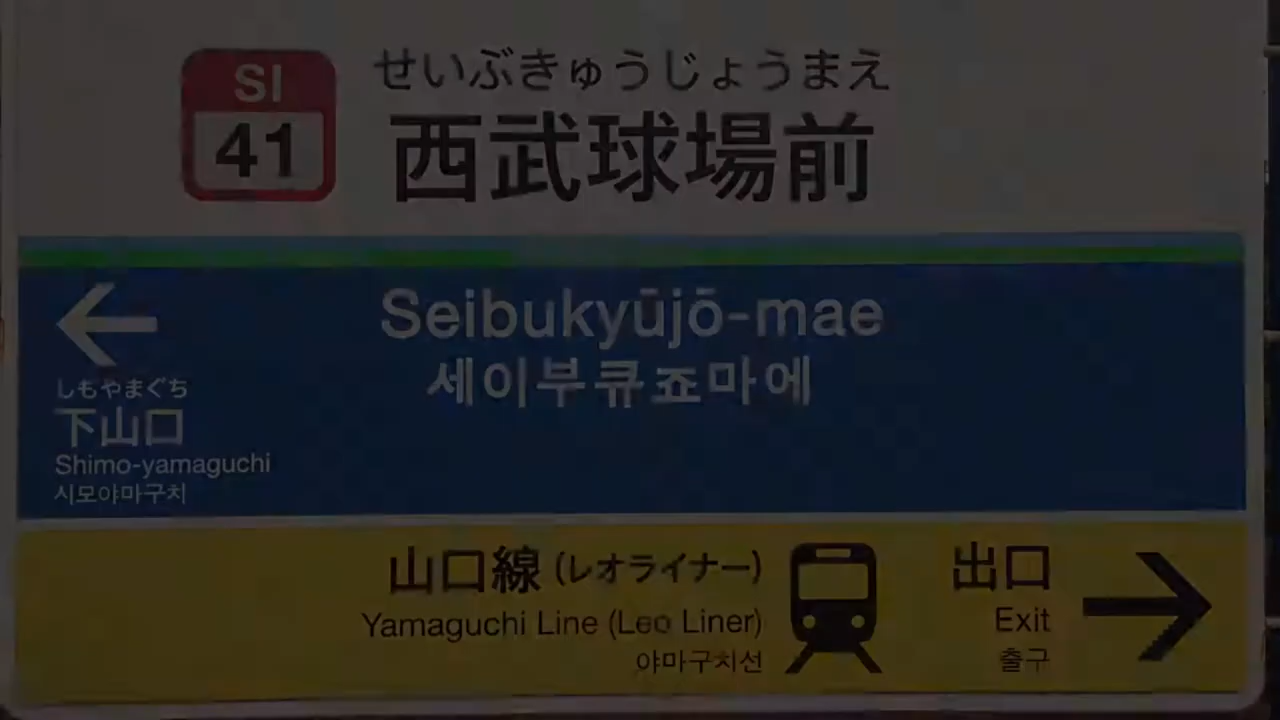 SI
41
せいぶきゅうじょうまえ
西武球場前
Seibukyūjō-mae
세이부큐죠마에
しもやまぐち
下山口
Shimo-yamaguchi
시모야마구치
山口線(レオライナー)
Yamaguchi Line (Leo Liner)
야마구치선
出口
Exit
출구